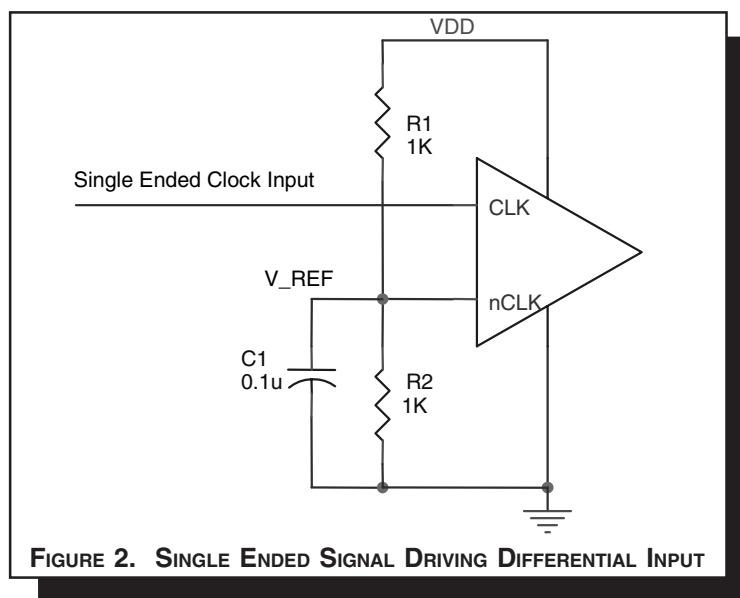 VDD
R1
1K
Single Ended Clock Input
CLK
V_REF
nCLK
C1
0.1u
R2
1K
FIGURE 2. SINGLE ENDED SIGNAL DRIVING DIFFERENTIAL INPUT